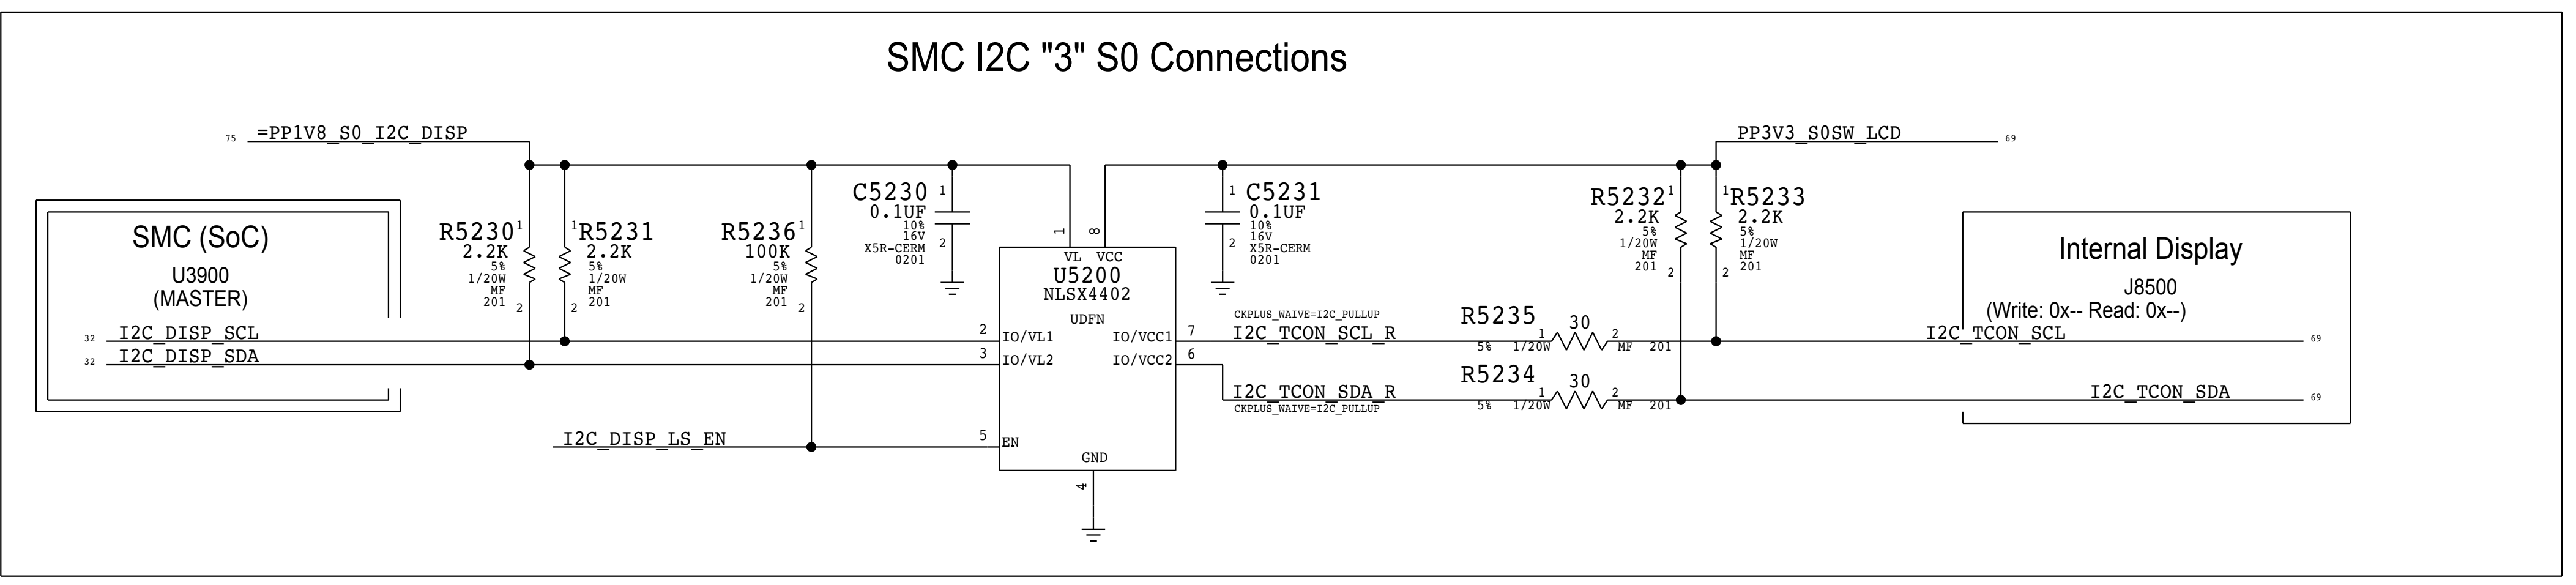 SMC I2C "3" S0 Connections
75 =PP1V8_S0_I2C_DISP
PP3V3_S0SW_LCD 69
SMC (SoC)
U3900
(MASTER)
32 I2C_DISP_SCL
32 I2C_DISP_SDA
R5230 1
2.2K
5%
1/20W
MF
201
2
1 R5231
2.2K
5%
1/20W
MF
201
2
R5236 1
100K
5%
1/20W
MF
201
2
I2C_DISP_LS_EN
C5230 1
0.1UF
10%
16V
X5R-CERM
0201
2
1 8
VL VCC
U5200
NLSX4402
UDFN
2 IO/VL1
3 IO/VL2
IO/VCC1 7
IO/VCC2 6
5 EN
GND
4
1 C5231
0.1UF
10%
16V
2 X5R-CERM
0201
CKPLUS_WAIVE=I2C_PULLUP
I2C_TCON_SCL_R
I2C_TCON_SDA_R
CKPLUS_WAIVE=I2C_PULLUP
R5235
30
1 2
5% 1/20W MF 201
R5234
30
1 2
5% 1/20W MF 201
R5232 1
2.2K
5%
1/20W
MF
201
2
1 R5233
2.2K
5%
1/20W
MF
201
2
Internal Display
J8500
(Write: 0x-- Read: 0x--)
I2C_TCON_SCL 69
I2C_TCON_SDA 69